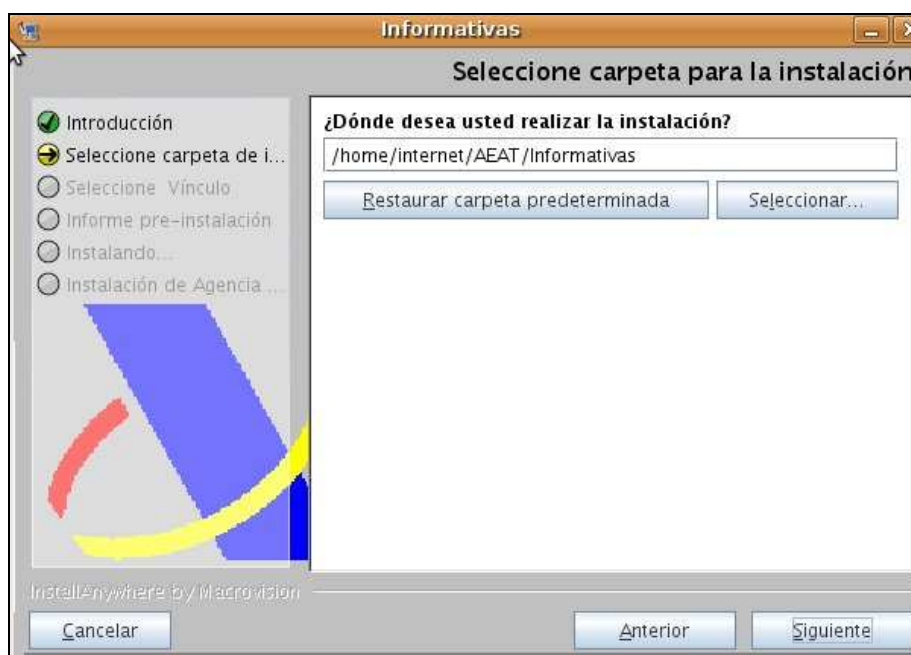 Informativas
Seleccione carpeta para la instalación
Introducción
Seleccione carpeta de i...
Seleccione Vínculo
Informe pre-instalación
Instalando...
Instalación de Agencia ...
¿Dónde desea usted realizar la instalación?
/home/internet/AEAT/Informativas
Restaurar carpeta predeterminada
Seleccionar...
InstallAnywhere by Macrovision
Cancelar
Anterior
Siguiente